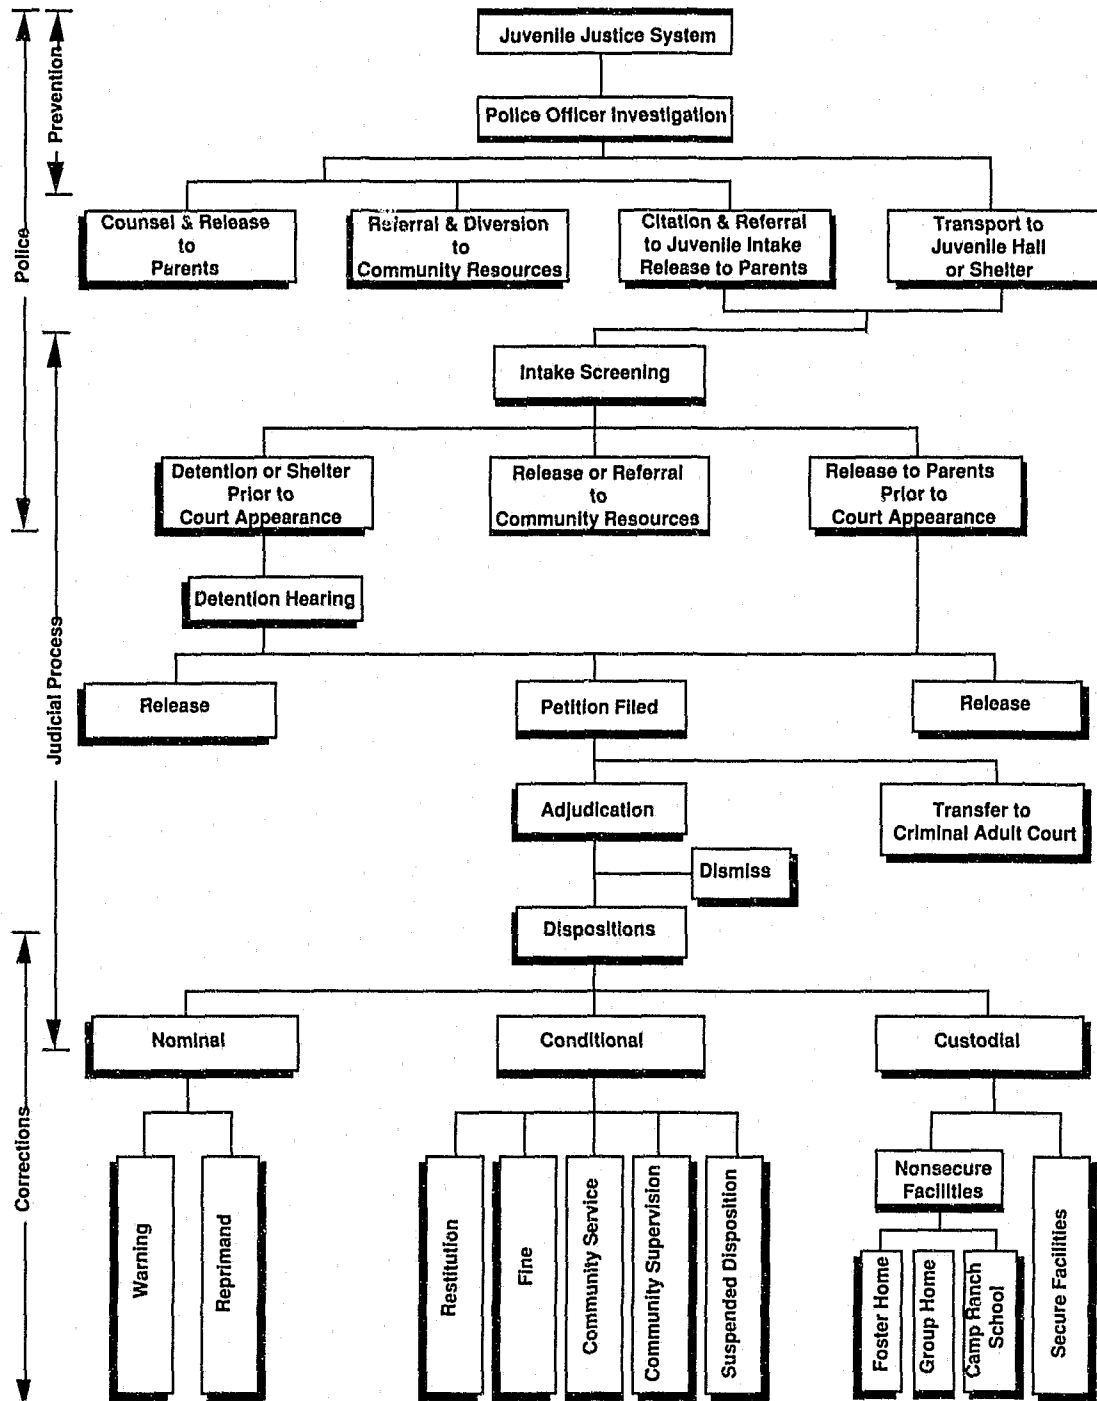 Juvenile Justice System
Police Officer Investigation
Prevention
Police
Counsel & Release
to
Parents
Referral & Diversion
to
Community Resources
Citation & Referral
to Juvenile Intake
Release to Parents
Transport to
Juvenile Hall
or Shelter
Intake Screening
Detention or Shelter
Prior to
Court Appearance
Release or Referral
to
Community Resources
Release to Parents
Prior to
Court Appearance
Detention Hearing
Judicial Process
Release
Petition Filed
Release
Adjudication
Transfer to
Criminal Adult Court
Dismiss
Dispositions
Nominal
Conditional
Custodial
Corrections
Warning
Reprimand
Restitution
Fine
Community Service
Community Supervision
Suspended Disposition
Nonsecure
Facilities
Foster Home
Group Home
Camp Ranch
School
Secure Facilities